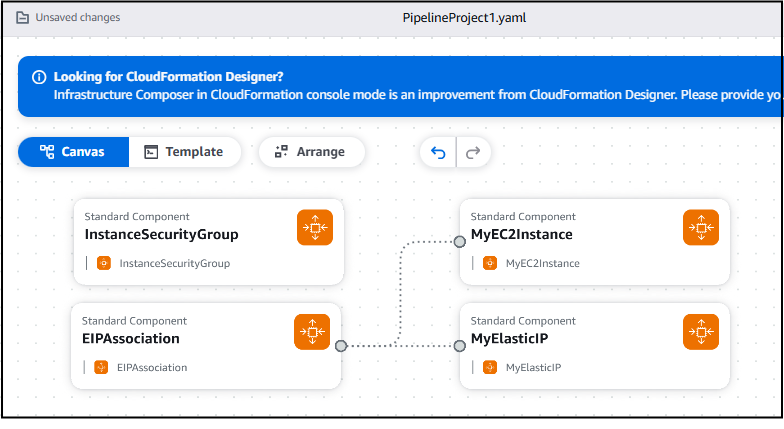 Unsaved changes
PipelineProject1.yaml
Looking for CloudFormation Designer?
Infrastructure Composer in CloudFormation console mode is an improvement from CloudFormation Designer. Please provide yo
Canvas
Template
Arrange
Standard Component
InstanceSecurityGroup
InstanceSecurityGroup
Standard Component
MyEC2Instance
MyEC2Instance
Standard Component
EIPAssociation
EIPAssociation
Standard Component
MyElasticIP
MyElasticIP